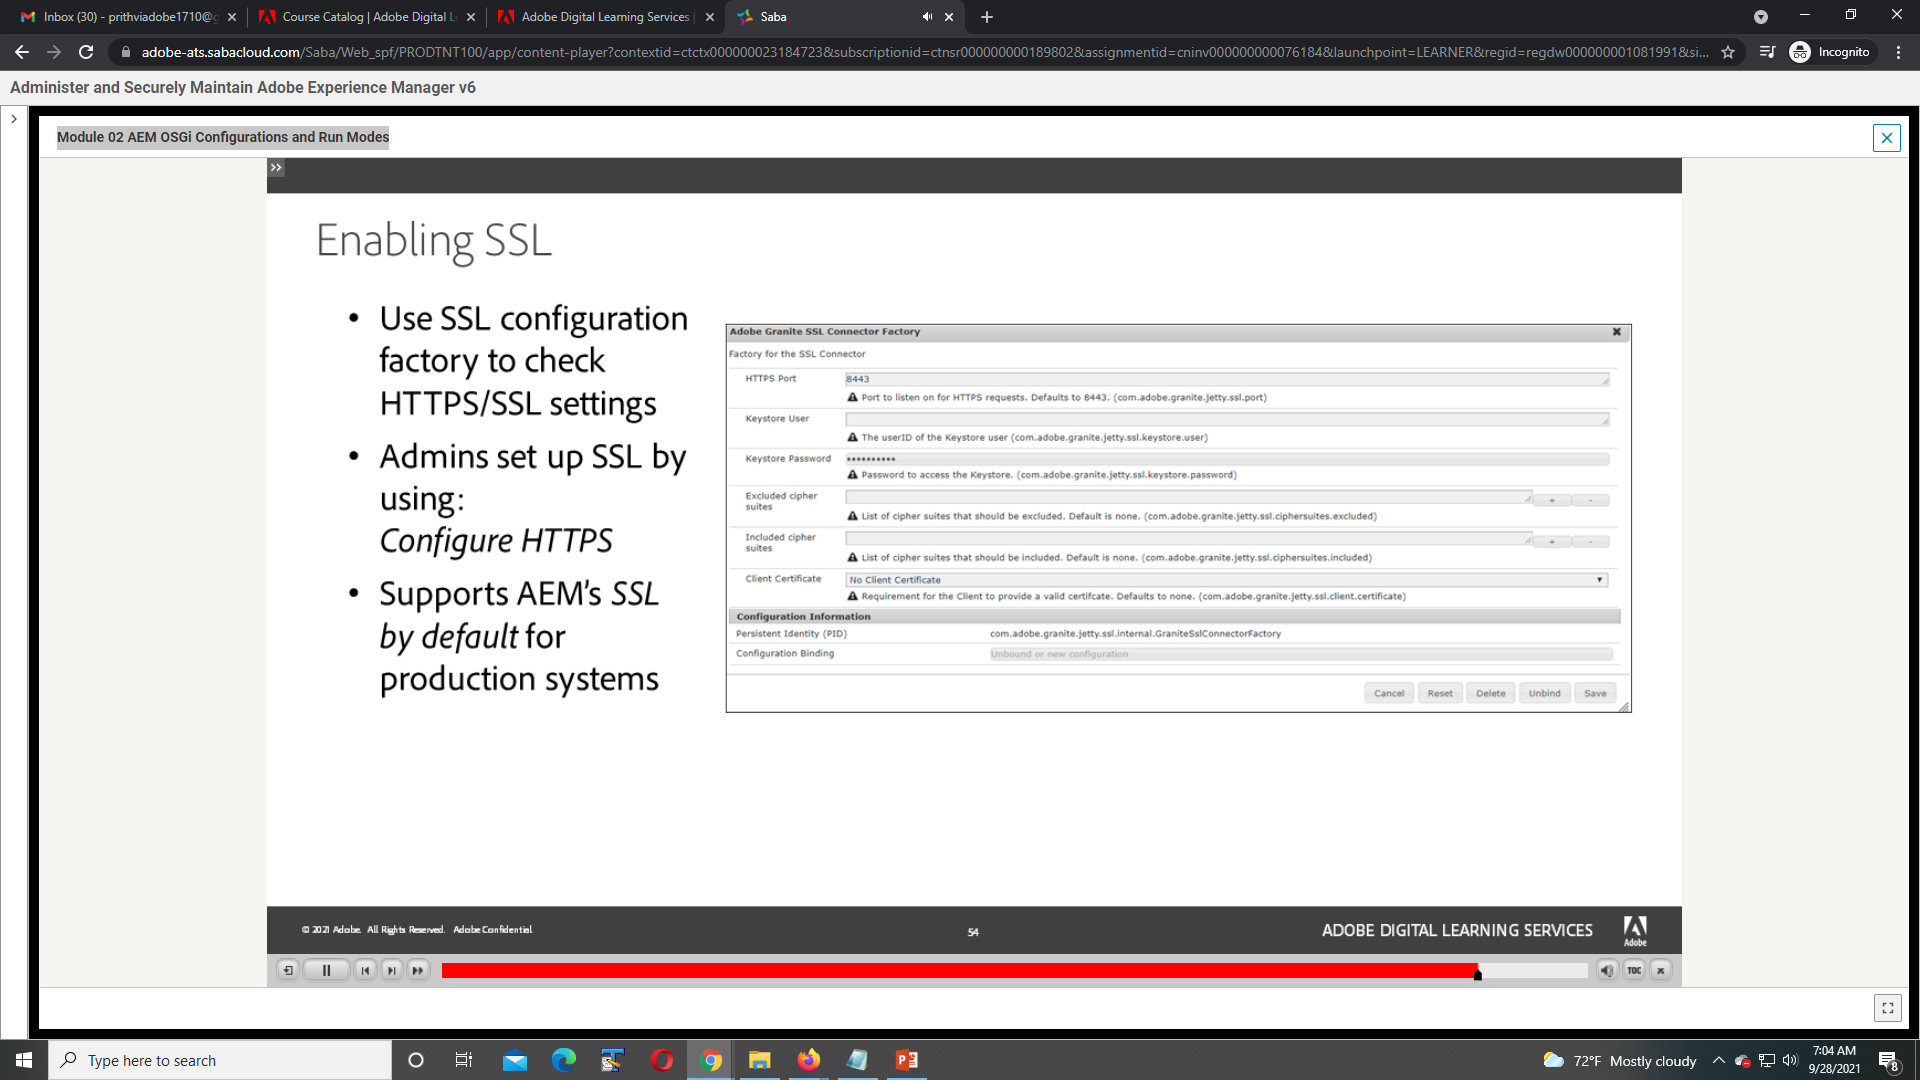 Inbox (30) - prithviadobe1710@g
Course Catalog | Adobe Digital L
Adobe Digital Learning Services |
Saba
adobe-ats.sabacloud.com/Saba/Web_spf/PRODTNT100/app/content-player?contextid=ctctx000000023184723&subscriptionid=ctnsr0000000000189802&assignmentid=cninv000000000076184&launchpoint=LEARNER&regid=regdw000000001081991&si...
Incognito
Administer and Securely Maintain Adobe Experience Manager v6
Module 02 AEM OSGi Configurations and Run Modes
Enabling SSL
• Use SSL configuration
factory to check
HTTPS/SSL settings
• Admins set up SSL by
using:
Configure HTTPS
• Supports AEM's SSL
by default for
production systems
Adobe Granite SSL Connector Factory
Factory for the SSL Connector
HTTPS Port
8443
Port to listen on for HTTPS requests. Defaults to 8443. (com.adobe.granite.jetty.ssl.port)
Keystore User
The userID of the Keystore user (com.adobe.granite.jetty.ssl.keystore.user)
Keystore Password
••••••••••
Password to access the Keystore. (com.adobe.granite.jetty.ssl.keystore.password)
Excluded cipher
suites
+ -
List of cipher suites that should be excluded. Default is none. (com.adobe.granite.jetty.ssl.ciphersuites.excluded)
Included cipher
suites
+ -
List of cipher suites that should be included. Default is none. (com.adobe.granite.jetty.ssl.ciphersuites.included)
Client Certificate
No Client Certificate
Requirement for the Client to provide a valid certifcate. Defaults to none. (com.adobe.granite.jetty.ssl.client.certificate)
Configuration Information
Persistent Identity (PID)
com.adobe.granite.jetty.ssl.internal.GraniteSslConnectorFactory
Configuration Binding
Unbound or new configuration
Cancel Reset Delete Unbind Save
© 2021 Adobe. All Rights Reserved. Adobe Confidential
54
ADOBE DIGITAL LEARNING SERVICES
Adobe
TOC
Type here to search
72°F Mostly cloudy
7:04 AM
9/28/2021
8